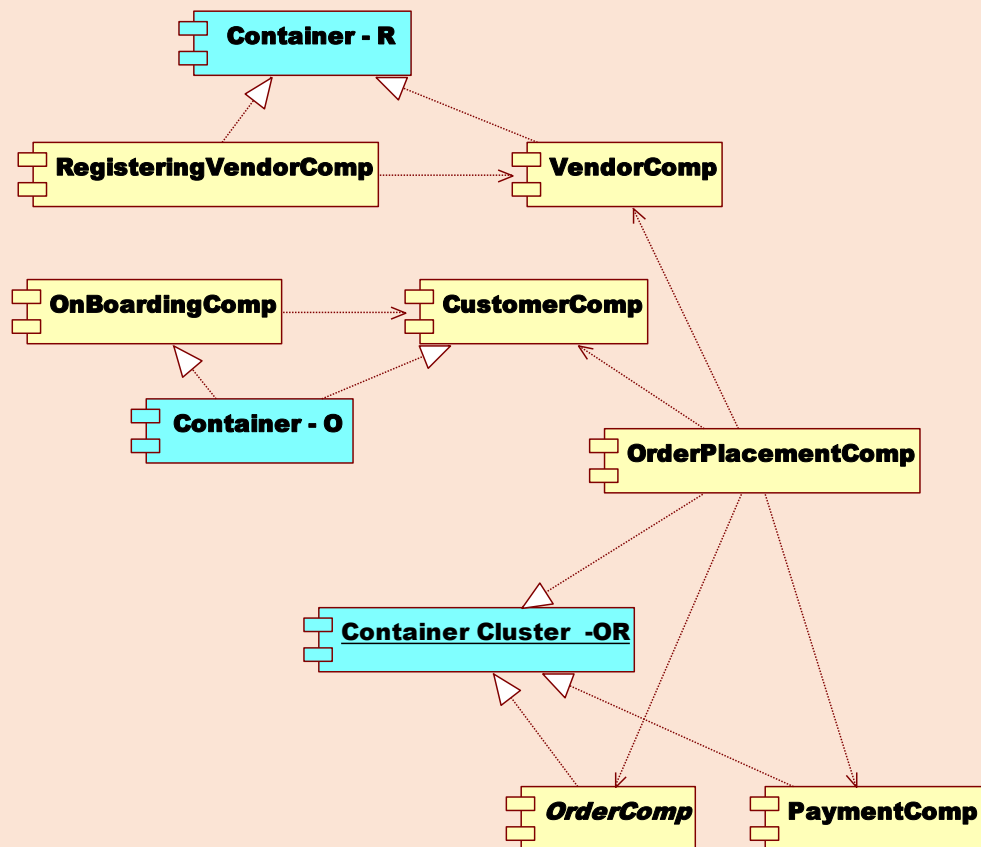 Container - R
RegisteringVendorComp
VendorComp
OnBoardingComp
CustomerComp
Container - O
OrderPlacementComp
Container Cluster -OR
OrderComp
PaymentComp